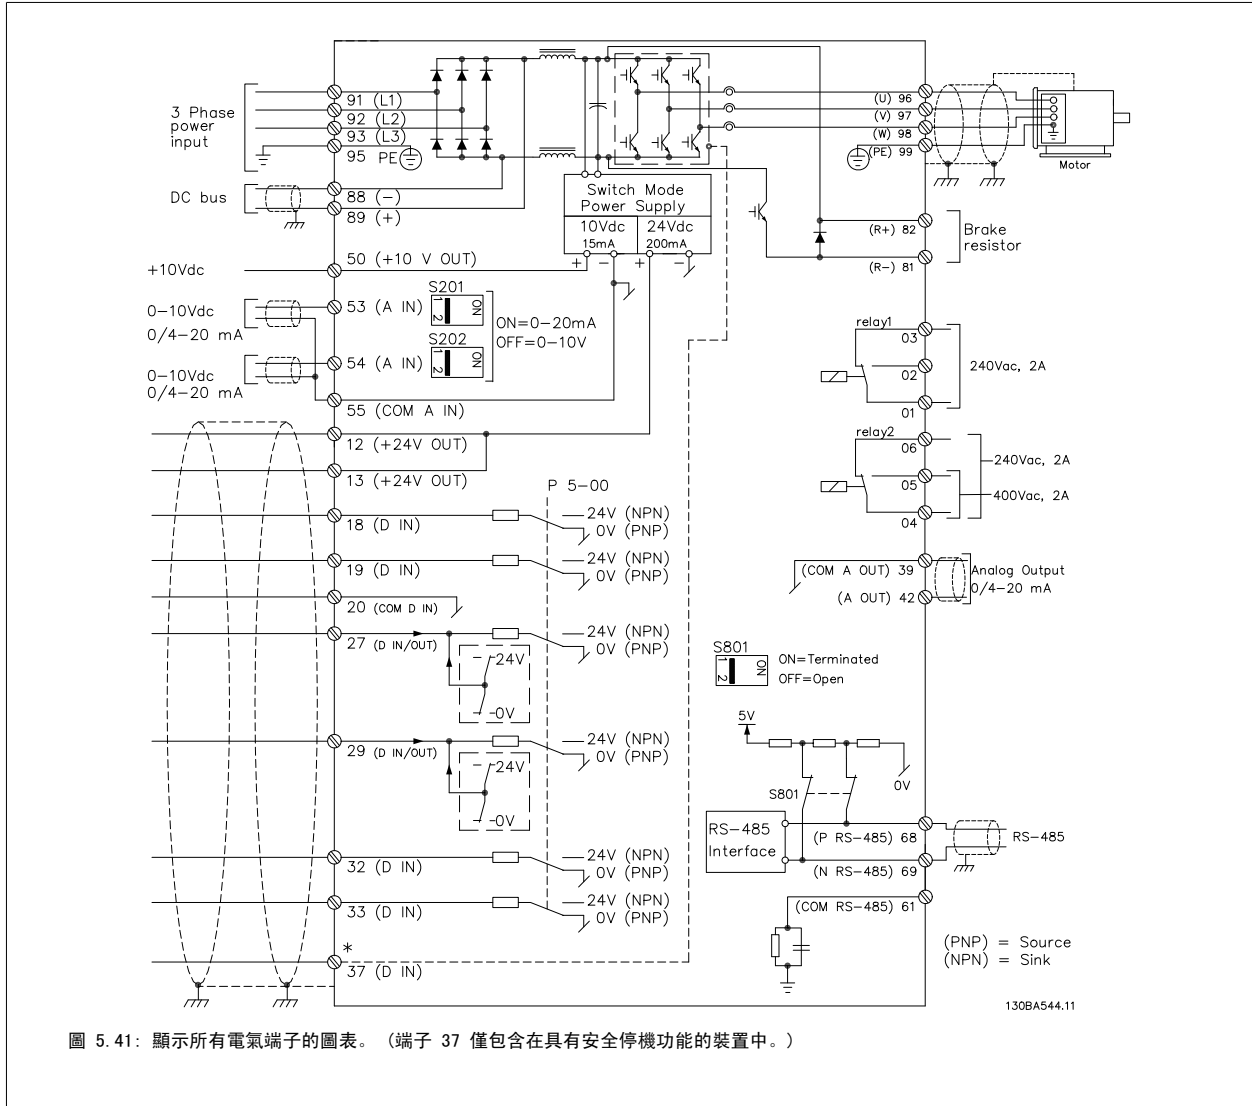 3 Phase
power
input
91 (L1)
92 (L2)
93 (L3)
95 PE
DC bus
88 (−)
89 (+)
+10Vdc
50 (+10 V OUT)
0−10Vdc
0/4−20 mA
53 (A IN)
S201
1 2
ON
ON=0−20mA
OFF=0−10V
S202
1 2
ON
0−10Vdc
0/4−20 mA
54 (A IN)
55 (COM A IN)
12 (+24V OUT)
13 (+24V OUT)
P 5-00
18 (D IN)
24V (NPN)
0V (PNP)
19 (D IN)
24V (NPN)
0V (PNP)
20 (COM D IN)
27 (D IN/OUT)
24V (NPN)
0V (PNP)
24V
0V
29 (D IN/OUT)
24V (NPN)
0V (PNP)
24V
0V
32 (D IN)
24V (NPN)
0V (PNP)
33 (D IN)
24V (NPN)
0V (PNP)
*
37 (D IN)
Switch Mode
Power Supply
10Vdc
15mA
24Vdc
200mA
+ − + −
(U) 96
(V) 97
(W) 98
(PE) 99
Motor
(R+) 82
(R−) 81
Brake
resistor
relay1
03
02
01
240Vac, 2A
relay2
06
05
04
240Vac, 2A
400Vac, 2A
(COM A OUT) 39
(A OUT) 42
Analog Output
0/4−20 mA
S801
1 2
ON
ON=Terminated
OFF=Open
5V
S801
0V
RS−485
Interface
(P RS−485) 68
(N RS−485) 69
RS−485
(COM RS−485) 61
(PNP) = Source
(NPN) = Sink
130BA544.11
圖 5.41: 顯示所有電氣端子的圖表。 (端子 37 僅包含在具有安全停機功能的裝置中。)